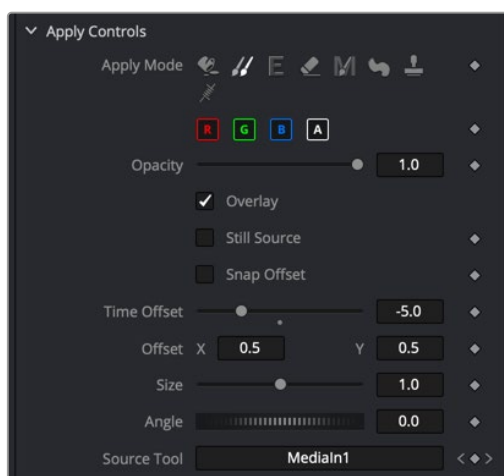 Apply Controls
Apply Mode
R G B A
Opacity 1.0
Overlay
Still Source
Snap Offset
Time Offset -5.0
Offset X 0.5 Y 0.5
Size 1.0
Angle 0.0
Source Tool MediaIn1